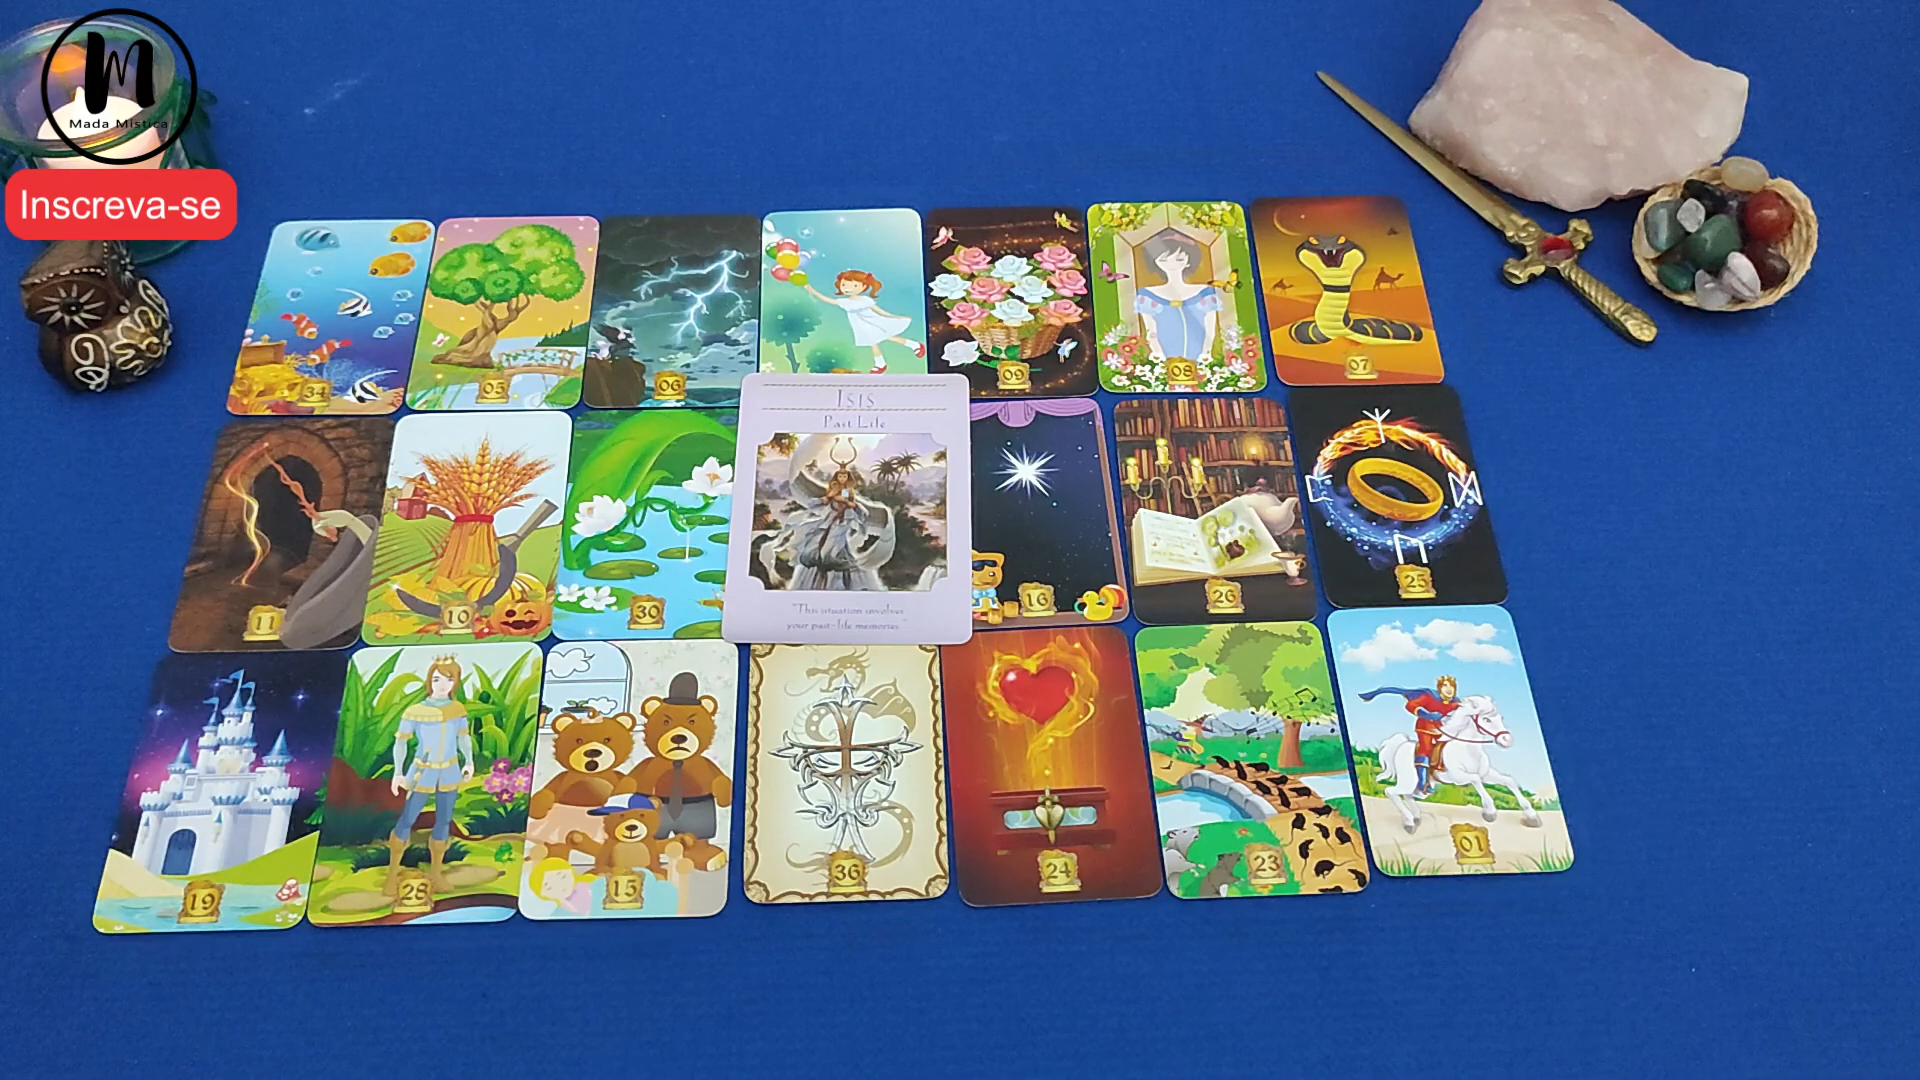 M
Mada Mistica
Inscreva-se
34
05
06
09
08
07
Isis
Past Life
"This situation involves
your past-life memories."
11
10
30
16
26
25
19
28
15
36
24
23
01